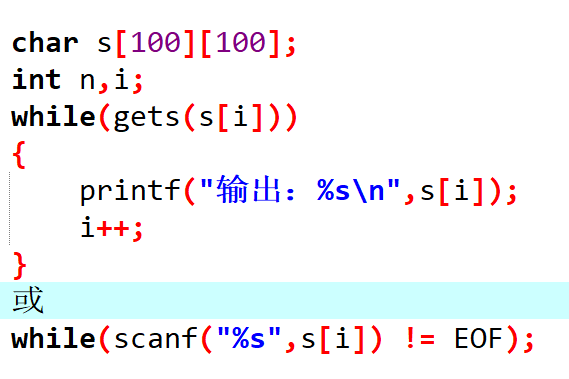 char s[100][100];
int n,i;
while(gets(s[i]))
{
    printf("输出：%s\n",s[i]);
    i++;
}
或
while(scanf("%s",s[i]) != EOF);